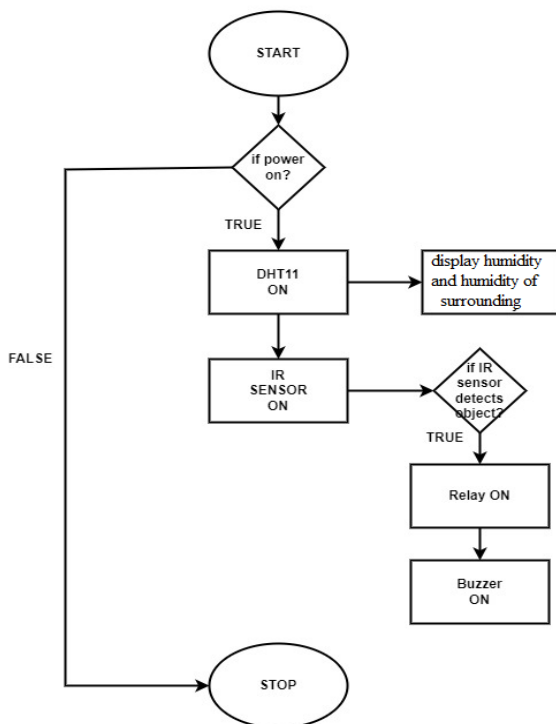 START
if power
on?
TRUE
DHT11
ON
display humidity
and humidity of
surrounding
FALSE
IR
SENSOR
ON
if IR
sensor
detects
object?
TRUE
Relay ON
Buzzer
ON
STOP